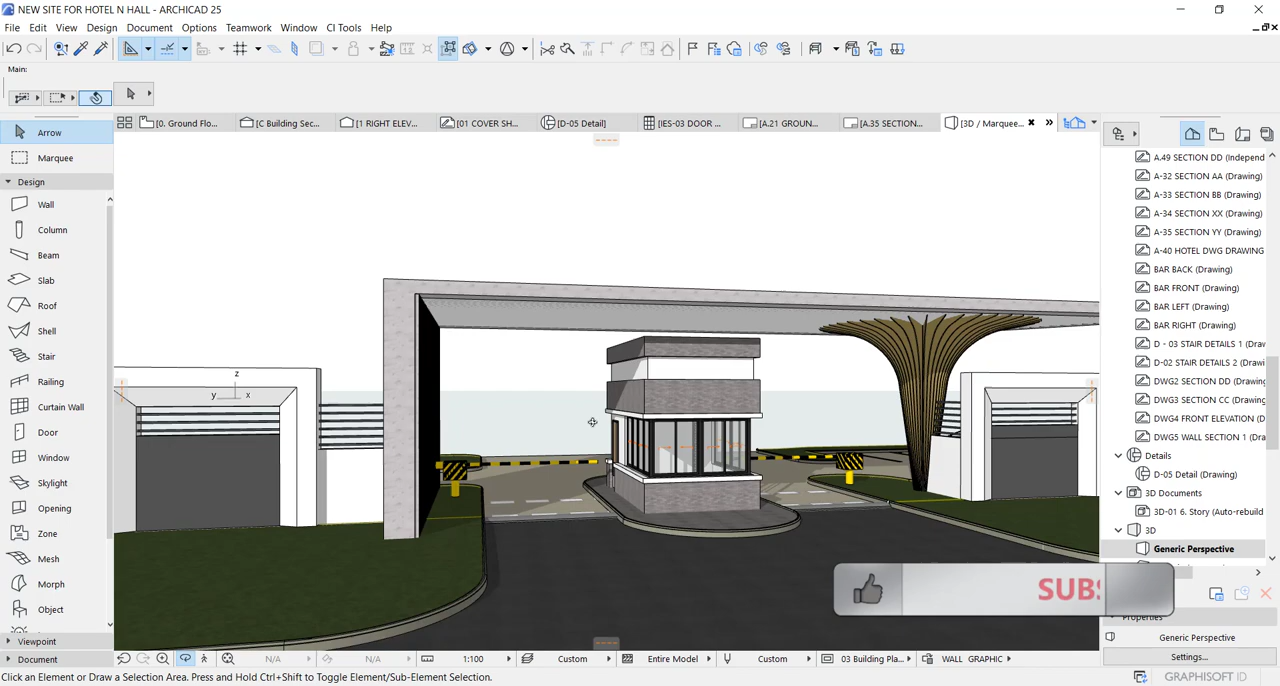 NEW SITE FOR HOTEL N HALL - ARCHICAD 25
File Edit View Design Document Options Teamwork Window CI Tools Help
Main:
[0. Ground Flo...
[C Building Sec...
[1 RIGHT ELEV...
[01 COVER SH...
[D-05 Detail]
[IES-03 DOOR ...
[A.21 GROUN...
[A.35 SECTION...
[3D / Marquee...
Arrow
Marquee
Design
Wall
Column
Beam
Slab
Roof
Shell
Stair
Railing
Curtain Wall
Door
Window
Skylight
Opening
Zone
Mesh
Morph
Object
Viewpoint
Document
z
y
x
A.49 SECTION DD (Independ
A-32 SECTION AA (Drawing)
A-33 SECTION BB (Drawing)
A-34 SECTION XX (Drawing)
A-35 SECTION YY (Drawing)
A-40 HOTEL DWG DRAWING
BAR BACK (Drawing)
BAR FRONT (Drawing)
BAR LEFT (Drawing)
BAR RIGHT (Drawing)
D - 03 STAIR DETAILS 1 (Draw
D-02 STAIR DETAILS 2 (Drawi
DWG2 SECTION DD (Drawing
DWG3 SECTION CC (Drawing
DWG4 FRONT ELEVATION (D
DWG5 WALL SECTION 1 (Dra
Details
D-05 Detail (Drawing)
3D Documents
3D-01 6. Story (Auto-rebuild
3D
Generic Perspective
SUBS
Properties
Generic Perspective
Settings...
N/A
N/A
1:100
Custom
Entire Model
Custom
03 Building Pla...
WALL GRAPHIC
Click an Element or Draw a Selection Area. Press and Hold Ctrl+Shift to Toggle Element/Sub-Element Selection.
GRAPHISOFT ID